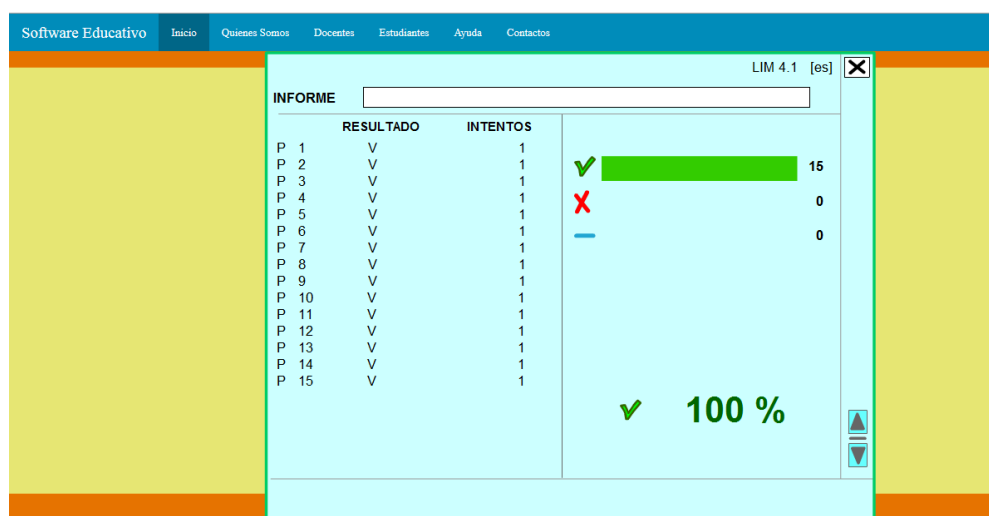 Software Educativo Inicio Quienes Somos Docentes Estudiantes Ayuda Contactos
LIM 4.1 [es]
INFORME
RESULTADO INTENTOS
P 1 V 1
P 2 V 1
P 3 V 1
P 4 V 1
P 5 V 1
P 6 V 1
P 7 V 1
P 8 V 1
P 9 V 1
P 10 V 1
P 11 V 1
P 12 V 1
P 13 V 1
P 14 V 1
P 15 V 1
15
0
0
100 %